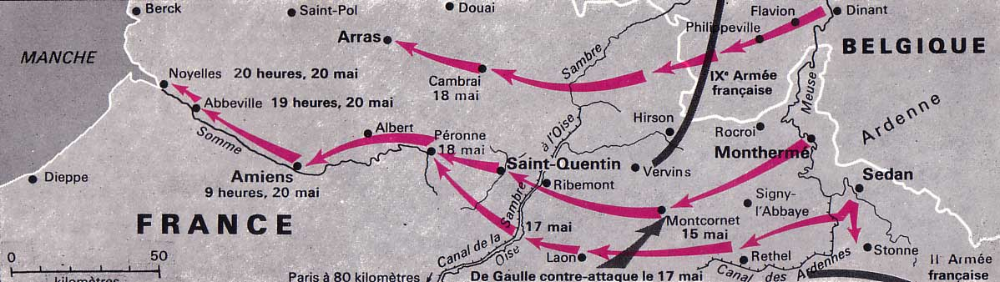 Berck
Saint-Pol
Douai
Flavion
Dinant
Philippeville
Arras
MANCHE
BELGIQUE
Sambre
Noyelles 20 heures, 20 mai
Cambrai
18 mai
IXe Armée
française
Meuse
Abbeville 19 heures, 20 mai
Ardenne
Hirson
à l'Oise
Somme
Albert
Péronne
18 mai
Rocroi
Monthermé
Saint-Quentin
Dieppe
Amiens
9 heures, 20 mai
Ribemont
Vervins
Sedan
Signy-
l'Abbaye
Sambre
FRANCE
17 mai
Montcornet
15 mai
Canal de la
Oise
Laon
Rethel
Stonne
0 50
kilomètres
Paris à 80 kilomètres
De Gaulle contre-attaque le 17 mai
Canal des Ardennes
IIe Armée
française